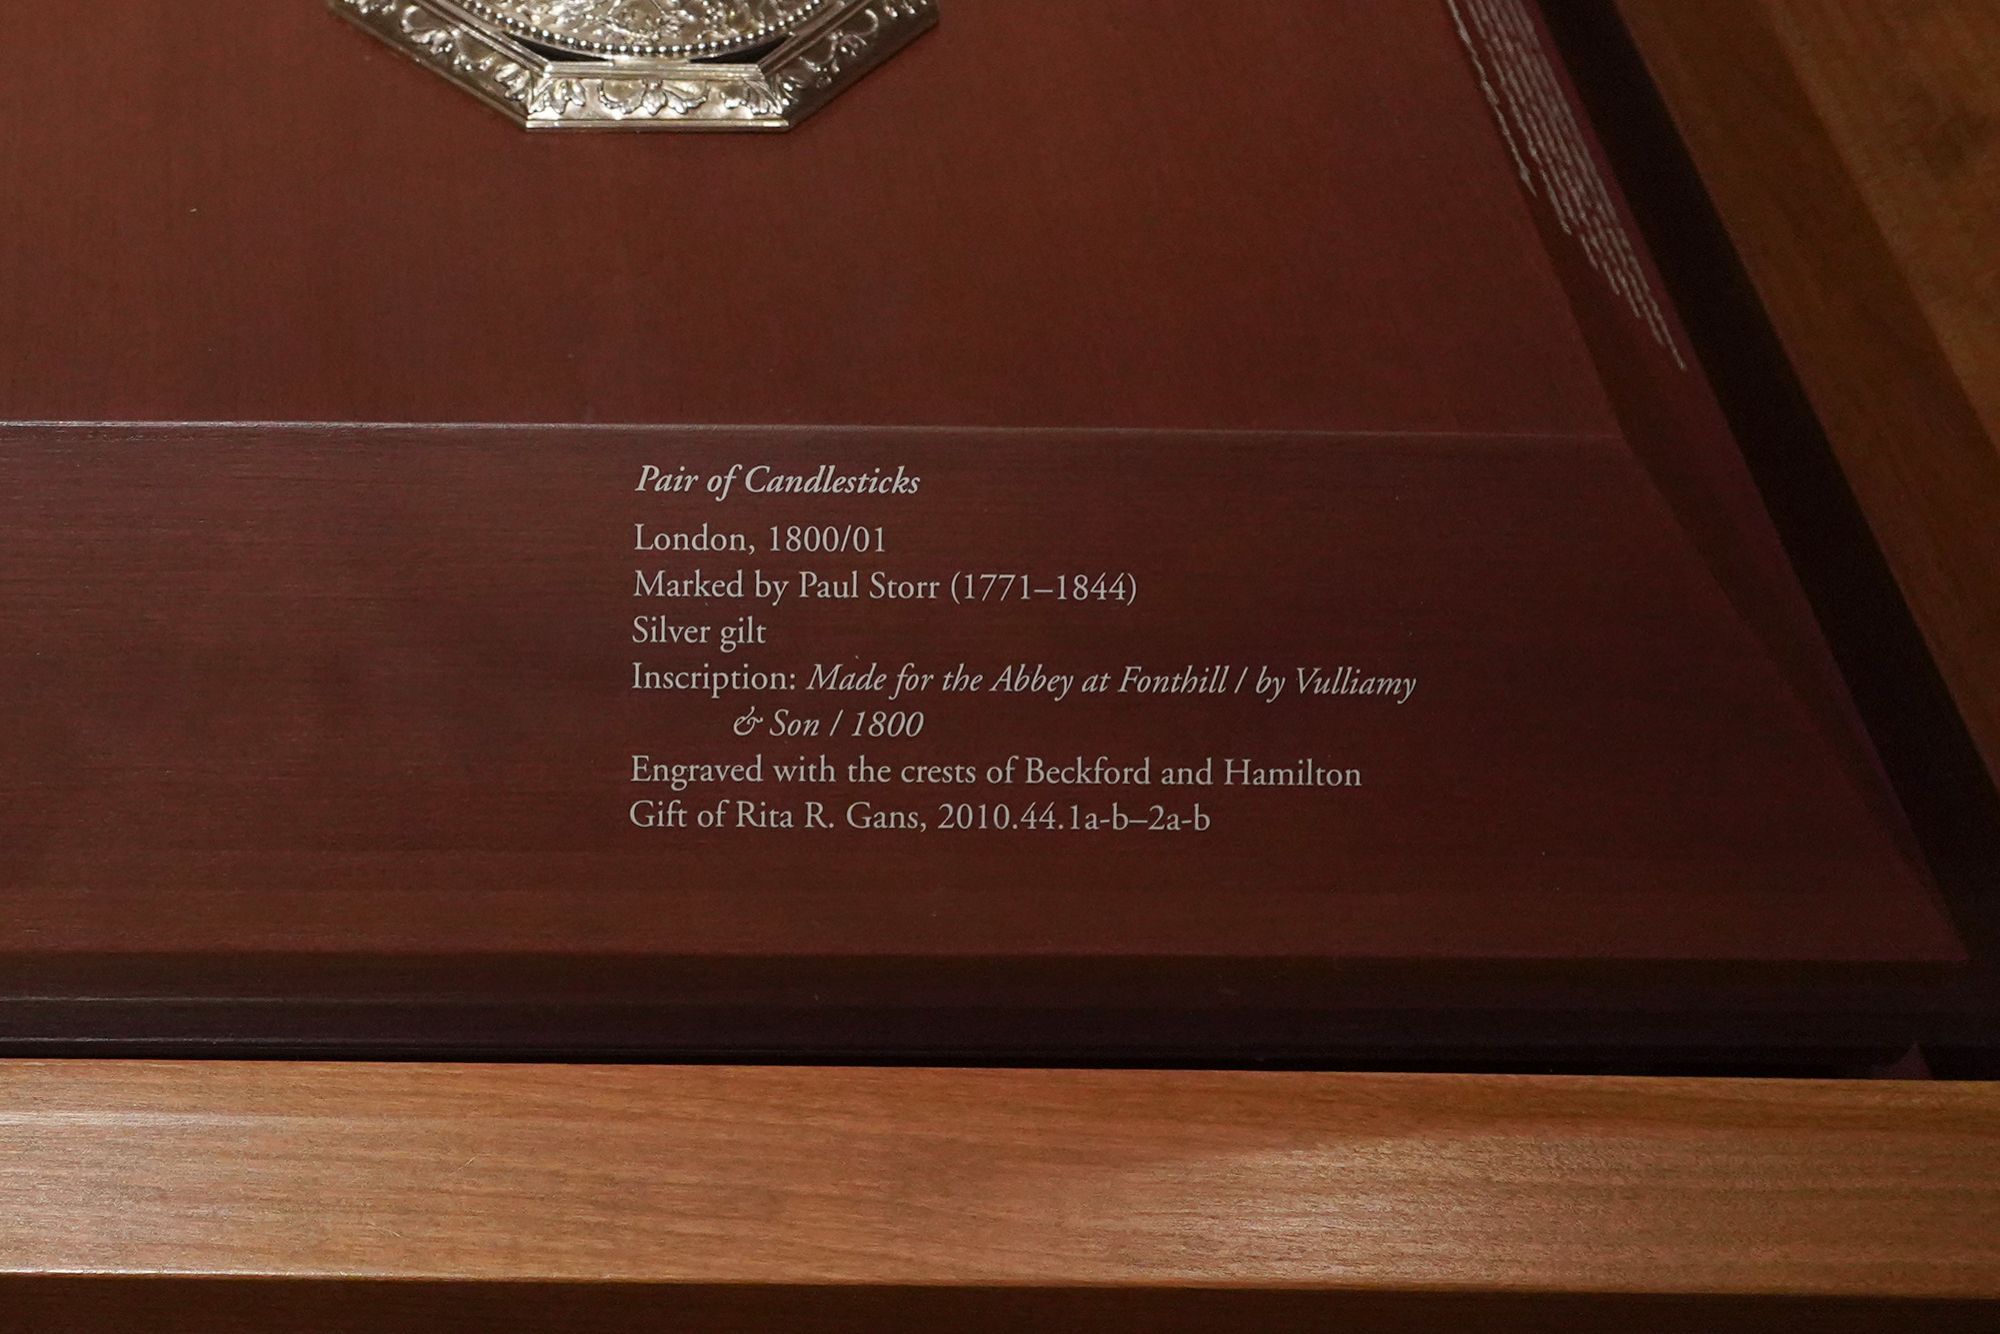 Pair of Candlesticks
London, 1800/01
Marked by Paul Storr (1771–1844)
Silver gilt
Inscription: Made for the Abbey at Fonthill / by Vulliamy
& Son / 1800
Engraved with the crests of Beckford and Hamilton
Gift of Rita R. Gans, 2010.44.1a-b–2a-b